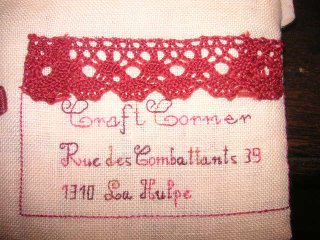 Craft Corner
Rue des Combattants 39
1310 La Hulpe